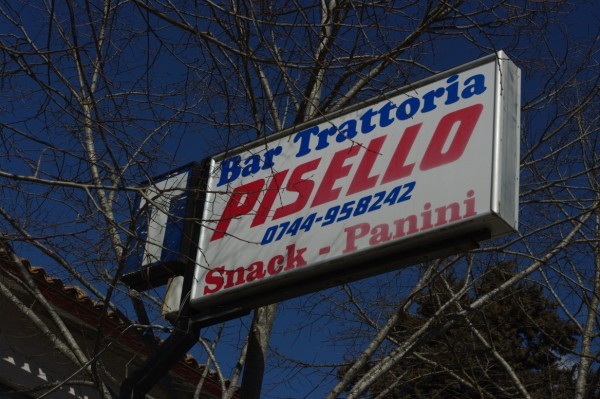 Bar Trattoria
PISELLO
0744-958242
Snack - Panini